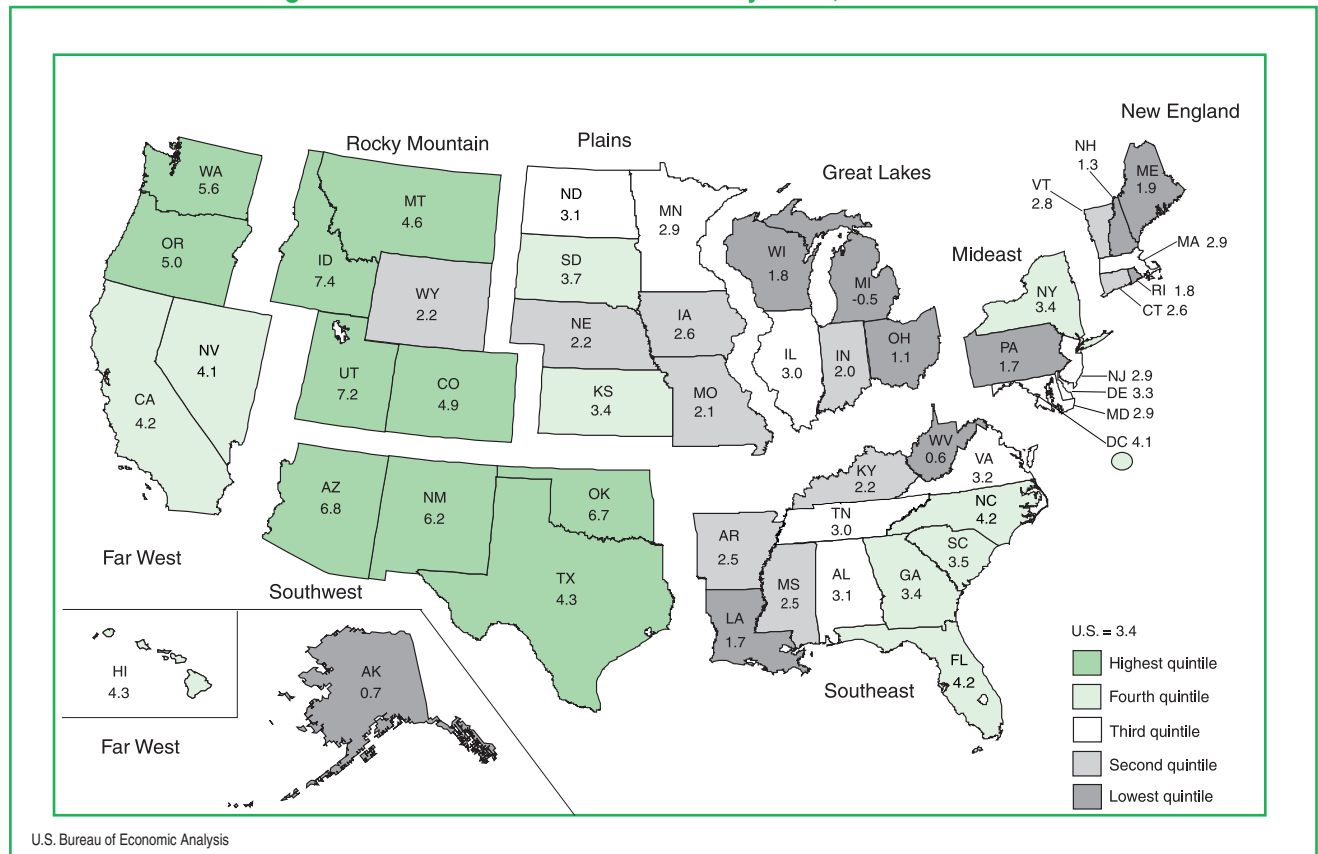 New England
Rocky Mountain
Plains
Great Lakes
Mideast
WA
5.6
OR
5.0
CA
4.2
NV
4.1
ID
7.4
MT
4.6
WY
2.2
UT
7.2
CO
4.9
AZ
6.8
NM
6.2
OK
6.7
TX
4.3
ND
3.1
SD
3.7
NE
2.2
KS
3.4
MN
2.9
IA
2.6
MO
2.1
WI
1.8
MI
-0.5
IL
3.0
IN
2.0
OH
1.1
NH
1.3
VT
2.8
ME
1.9
MA 2.9
RI 1.8
CT 2.6
NY
3.4
PA
1.7
NJ 2.9
DE 3.3
MD 2.9
DC 4.1
WV
0.6
VA
3.2
KY
2.2
TN
3.0
NC
4.2
SC
3.5
GA
3.4
AL
3.1
MS
2.5
AR
2.5
LA
1.7
FL
4.2
Far West
Southwest
Southeast
HI
4.3
AK
0.7
Far West
U.S. = 3.4
Highest quintile
Fourth quintile
Third quintile
Second quintile
Lowest quintile
U.S. Bureau of Economic Analysis